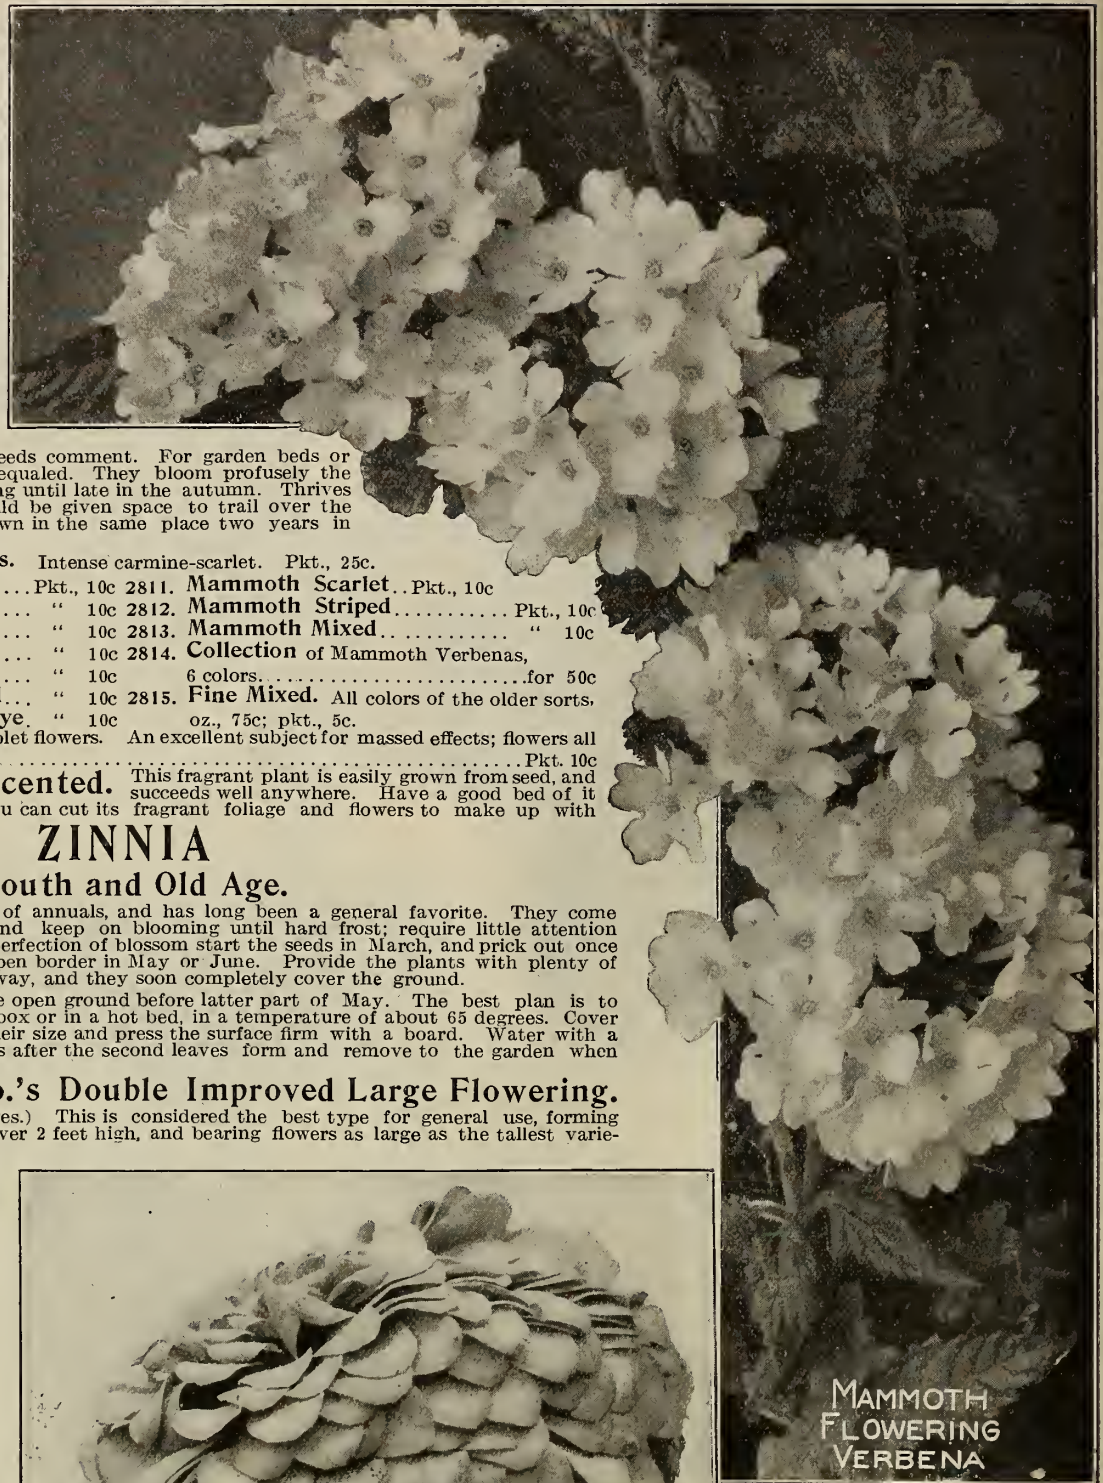 eeds comment. For garden beds or
equaled. They bloom profusely the
ng until late in the autumn. Thrives
ld be given space to trail over the
wn in the same place two years in
s. Intense carmine-scarlet. Pkt., 25c.
...Pkt., 10c 2811. Mammoth Scarlet..Pkt., 10c
... " 10c 2812. Mammoth Striped........... Pkt., 10c
... " 10c 2813. Mammoth Mixed............ " 10c
... " 10c 2814. Collection of Mammoth Verbenas,
... " 10c 6 colors.........................for 50c
l... " 10c 2815. Fine Mixed. All colors of the older sorts,
ye. " 10c oz., 75c; pkt., 5c.
let flowers. An excellent subject for massed effects; flowers all
.................................................Pkt. 10c
cented. This fragrant plant is easily grown from seed, and
succeeds well anywhere. Have a good bed of it
u can cut its fragrant foliage and flowers to make up with
ZINNIA
outh and Old Age.
of annuals, and has long been a general favorite. They come
nd keep on blooming until hard frost; require little attention
erfection of blossom start the seeds in March, and prick out once
pen border in May or June. Provide the plants with plenty of
way, and they soon completely cover the ground.
e open ground before latter part of May. The best plan is to
box or in a hot bed, in a temperature of about 65 degrees. Cover
eir size and press the surface firm with a board. Water with a
s after the second leaves form and remove to the garden when
o.'s Double Improved Large Flowering.
es.) This is considered the best type for general use, forming
ver 2 feet high, and bearing flowers as large as the tallest varie-
MAMMOTH
FLOWERING
VERBENA